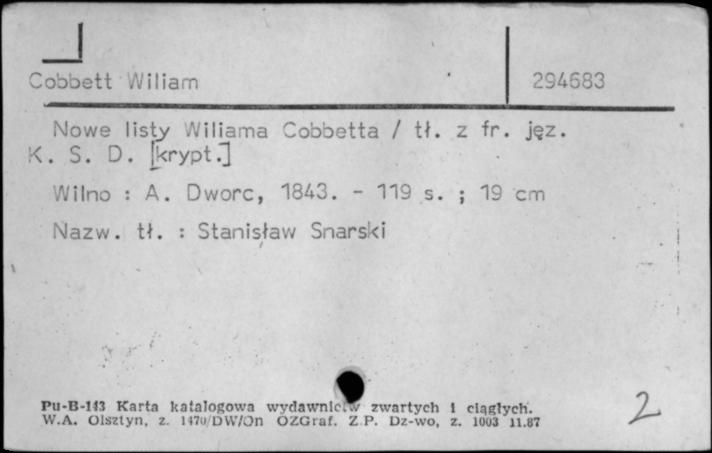 Cobbett Wiliam 294683
Nowe listy Wiliama Cobbetta / tł. z fr. jęz.
K. S. D. [krypt.]
Wilno : A. Dworc, 1843. - 119 s. ; 19 cm
Nazw. tł. : Stanisław Snarski
Pu-B-143 Karta katalogowa wydawnictw zwartych i ciągłych.
W.A. Olsztyn, z. 1470/DW/On OZGraf. Z.P. Dz-wo, z. 1003 11.87
2